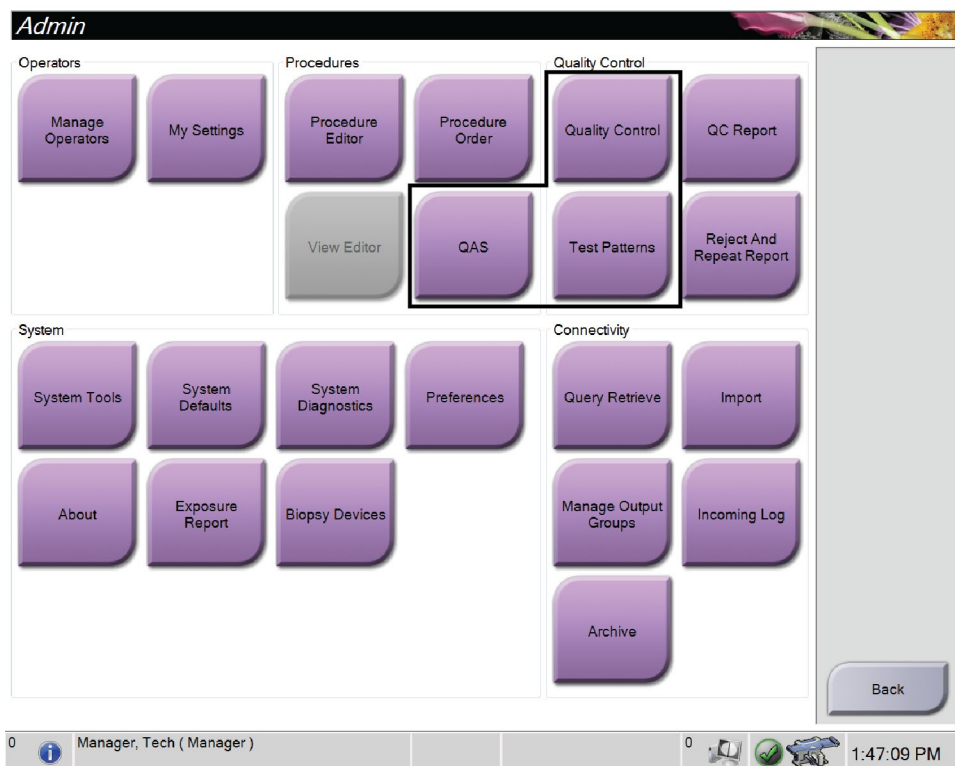 Admin
Operators
Manage
Operators
My Settings
Procedures
Procedure
Editor
Procedure
Order
View Editor
QAS
Quality Control
Quality Control
QC Report
Test Patterns
Reject And
Repeat Report
System
System Tools
System
Defaults
System
Diagnostics
Preferences
About
Exposure
Report
Biopsy Devices
Connectivity
Query Retrieve
Import
Manage Output
Groups
Incoming Log
Archive
Back
0
Manager, Tech ( Manager )
0
1:47:09 PM